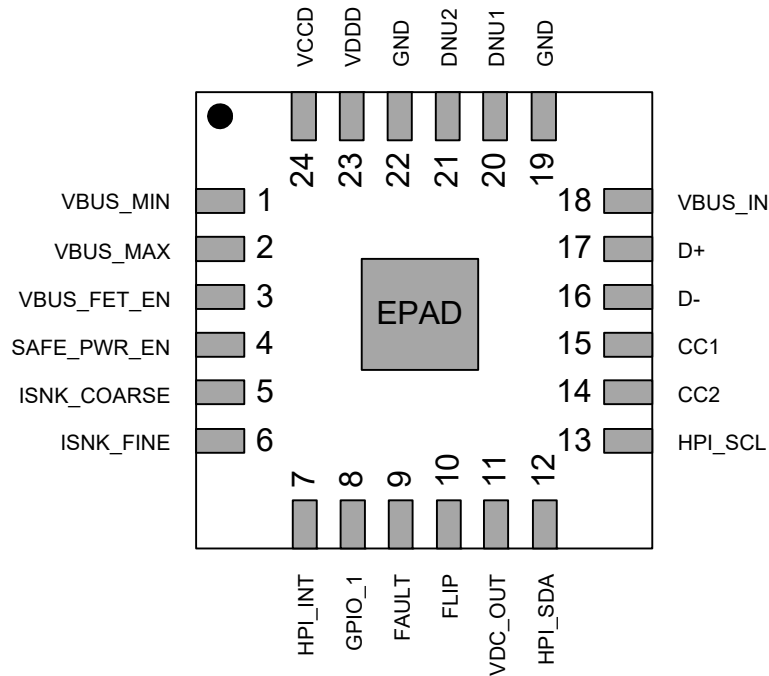 VCCD
VDDD
GND
DNU2
DNU1
GND
24
23
22
21
20
19
VBUS_MIN 1
VBUS_MAX 2
VBUS_FET_EN 3
SAFE_PWR_EN 4
ISNK_COARSE 5
ISNK_FINE 6
EPAD
18 VBUS_IN
17 D+
16 D-
15 CC1
14 CC2
13 HPI_SCL
7
8
9
10
11
12
HPI_INT
GPIO_1
FAULT
FLIP
VDC_OUT
HPI_SDA